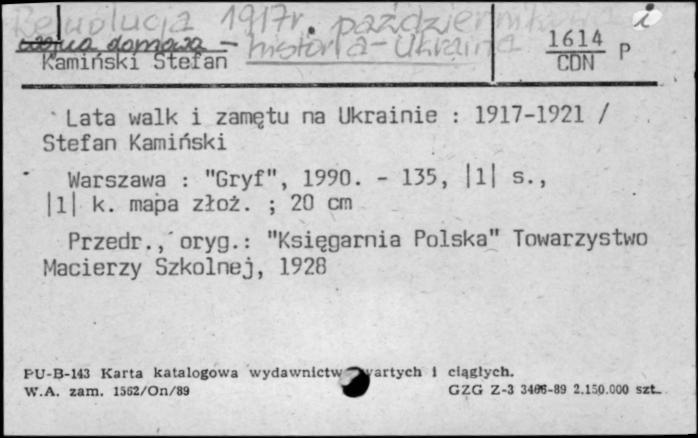 Rewolucja 1917r. październikowa i
wojna domowa - historia - Ukraina
Kamiński Stefan
1614
CDN P
Lata walk i zamętu na Ukrainie : 1917-1921 /
Stefan Kamiński
Warszawa : "Gryf", 1990. - 135, |1| s.,
|1| k. mapa złoż. ; 20 cm
Przedr., oryg.: "Księgarnia Polska" Towarzystwo
Macierzy Szkolnej, 1928
PU-B-143 Karta katalogowa wydawnictw wartych i ciągłych.
W.A. zam. 1562/On/89 GZG Z-3 3466-89 2.150.000 szt.